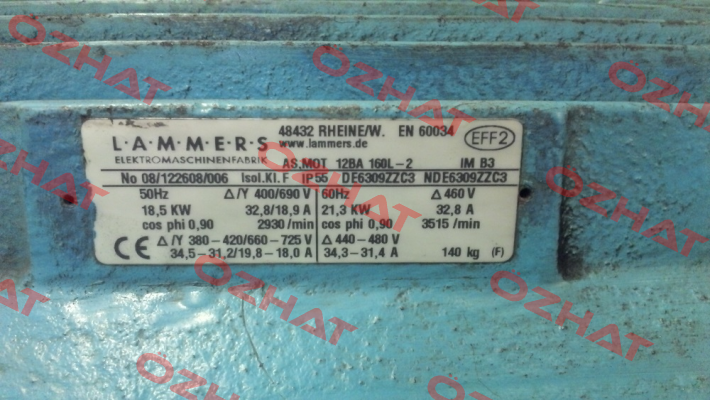 48432 RHEINE/W. EN 60034
L·A·M·M·E·R·S www.lammers.de EFF2
ELEKTROMASCHINENFABRIK AS.MOT 12BA 160L-2 IM B3
No 08/122608/006 Isol.Kl.F IP55 DE6309ZZC3 NDE6309ZZC3
50Hz Δ/Y 400/690 V 60Hz Δ 460 V
18,5 KW 32,8/18,9 A 21,3 KW 32,8 A
cos phi 0,90 2930 /min cos phi 0,90 3515 /min
CE Δ/Y 380-420/660-725 V Δ 440-480 V
34,5-31,2/19,8-18,0 A 34,3-31,4 A 140 kg (F)
OZHAT
OZHAT
OZHAT
OZHAT
OZHAT
OZHAT
OZHAT
OZHAT
OZHAT